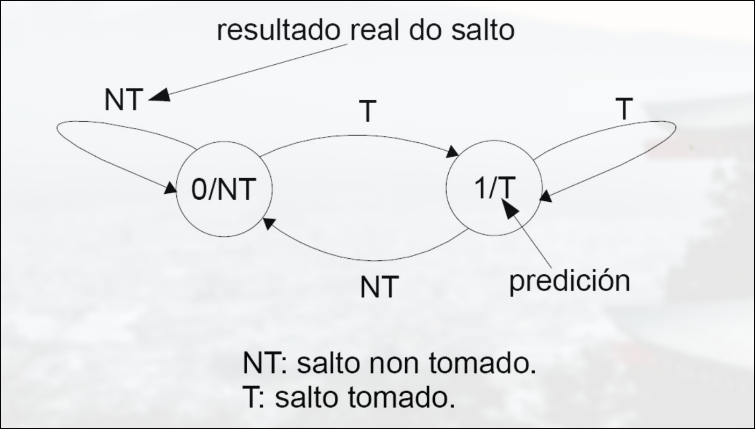 resultado real do salto
NT
T
T
0/NT
1/T
NT
predición
NT: salto non tomado.
T: salto tomado.